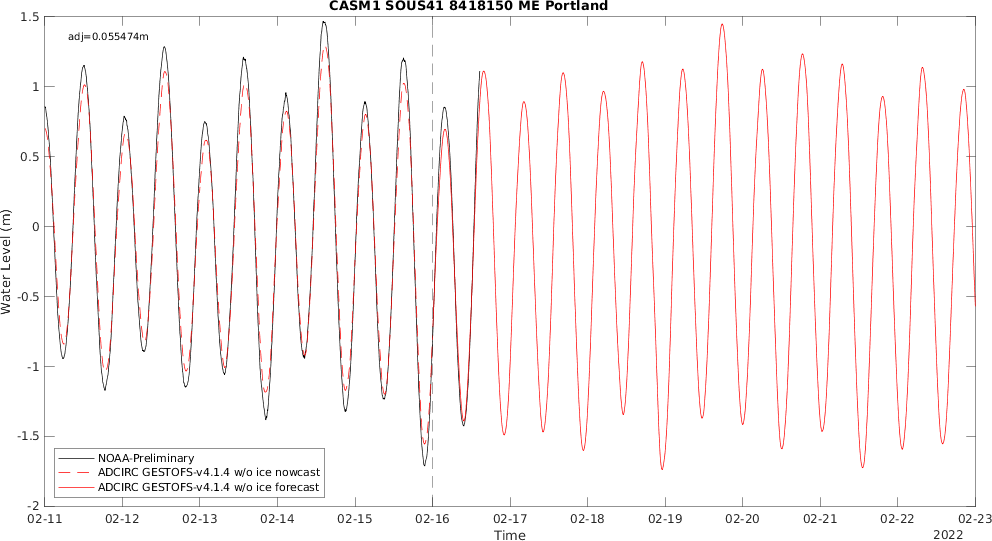 CASM1 SOUS41 8418150 ME Portland
adj=0.055474m
1.5
1
0.5
0
-0.5
-1
-1.5
-2
Water Level (m)
NOAA-Preliminary
ADCIRC GESTOFS-v4.1.4 w/o ice nowcast
ADCIRC GESTOFS-v4.1.4 w/o ice forecast
02-11 02-12 02-13 02-14 02-15 02-16 02-17 02-18 02-19 02-20 02-21 02-22 02-23
Time
2022